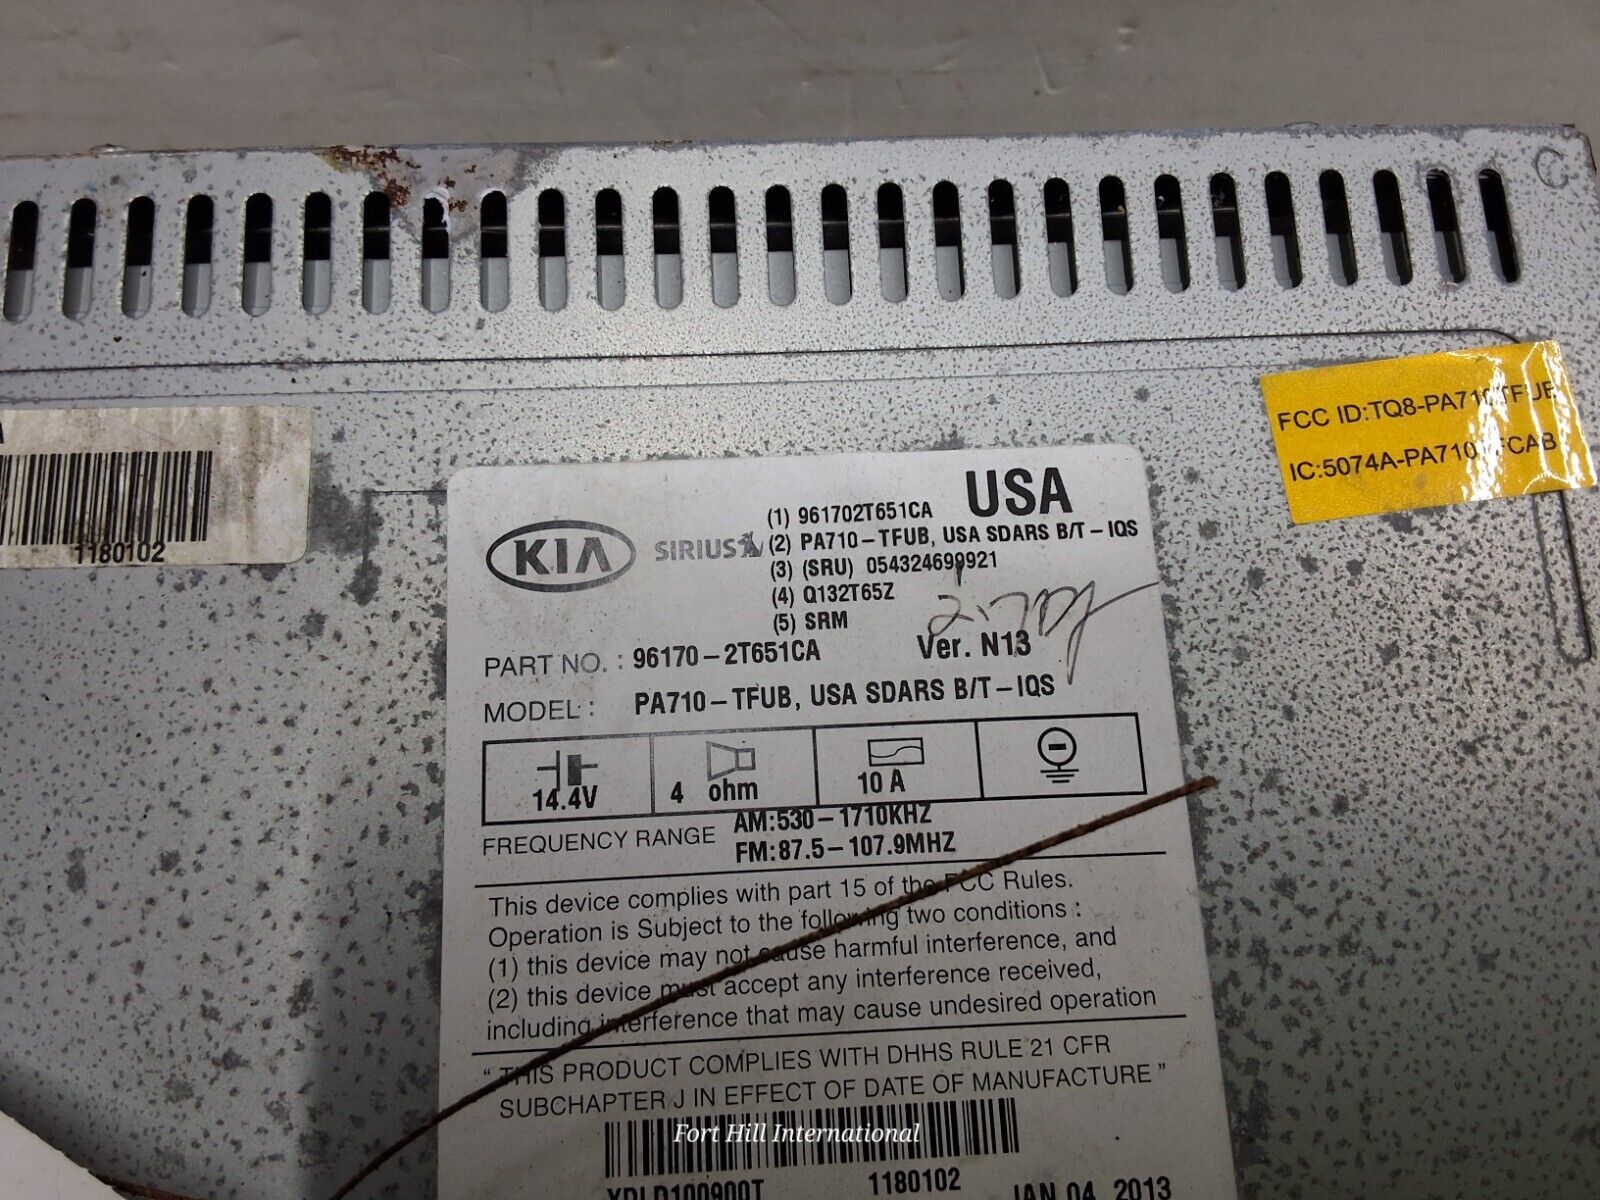 C
FCC ID:TQ8-PA710TFUB
IC:5074A-PA710TFCAB
1180102
KIA
SIRIUS
USA
(1) 961702T651CA
(2) PA710-TFUB, USA SDARS B/T-IQS
(3) (SRU) 054324699921
(4) Q132T65Z
(5) SRM
PART NO. : 96170-2T651CA Ver. N13
MODEL : PA710-TFUB, USA SDARS B/T-IQS
14.4V 4 ohm 10 A
FREQUENCY RANGE AM:530-1710KHZ
FM:87.5-107.9MHZ
This device complies with part 15 of the FCC Rules.
Operation is Subject to the following two conditions :
(1) this device may not cause harmful interference, and
(2) this device must accept any interference received,
including interference that may cause undesired operation
" THIS PRODUCT COMPLIES WITH DHHS RULE 21 CFR
SUBCHAPTER J IN EFFECT OF DATE OF MANUFACTURE "
Fort Hill International
1180102 JAN 04, 2013